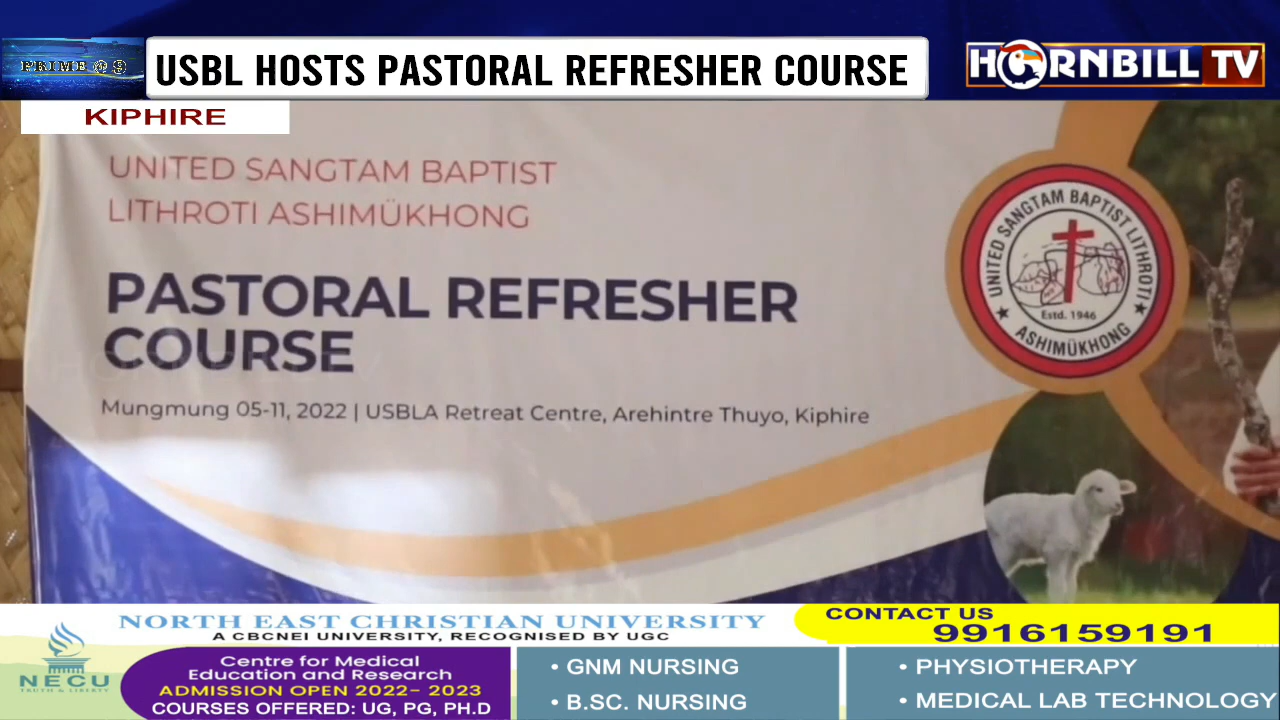 PRIME @ 9
USBL HOSTS PASTORAL REFRESHER COURSE
HORNBILL TV
KIPHIRE
UNITED SANGTAM BAPTIST
LITHROTI ASHIMÜKHONG
PASTORAL REFRESHER
COURSE
Mungmung 05-11, 2022 | USBLA Retreat Centre, Arehintre Thuyo, Kiphire
UNITED SANGTAM BAPTIST LITHROTI
Estd. 1946
★ ASHIMÜKHONG ★
NORTH EAST CHRISTIAN UNIVERSITY
A CBCNEI UNIVERSITY, RECOGNISED BY UGC
CONTACT US
9916159191
NECU
TRUTH & LIBERTY
Centre for Medical
Education and Research
ADMISSION OPEN 2022- 2023
COURSES OFFERED: UG, PG, PH.D
• GNM NURSING
• B.SC. NURSING
• PHYSIOTHERAPY
• MEDICAL LAB TECHNOLOGY